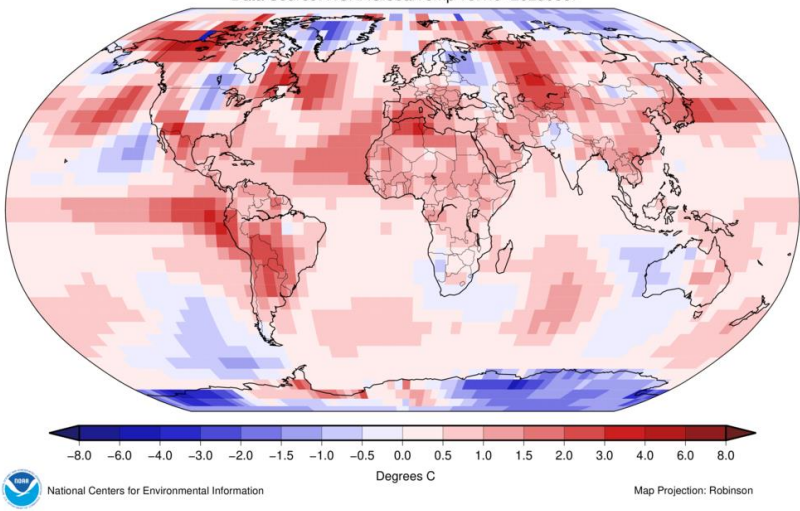 −8.0 −6.0 −4.0 −3.0 −2.0 −1.5 −1.0 −0.5 0.0 0.5 1.0 1.5 2.0 3.0 4.0 6.0 8.0
Degrees C
NOAA
National Centers for Environmental Information
Map Projection: Robinson